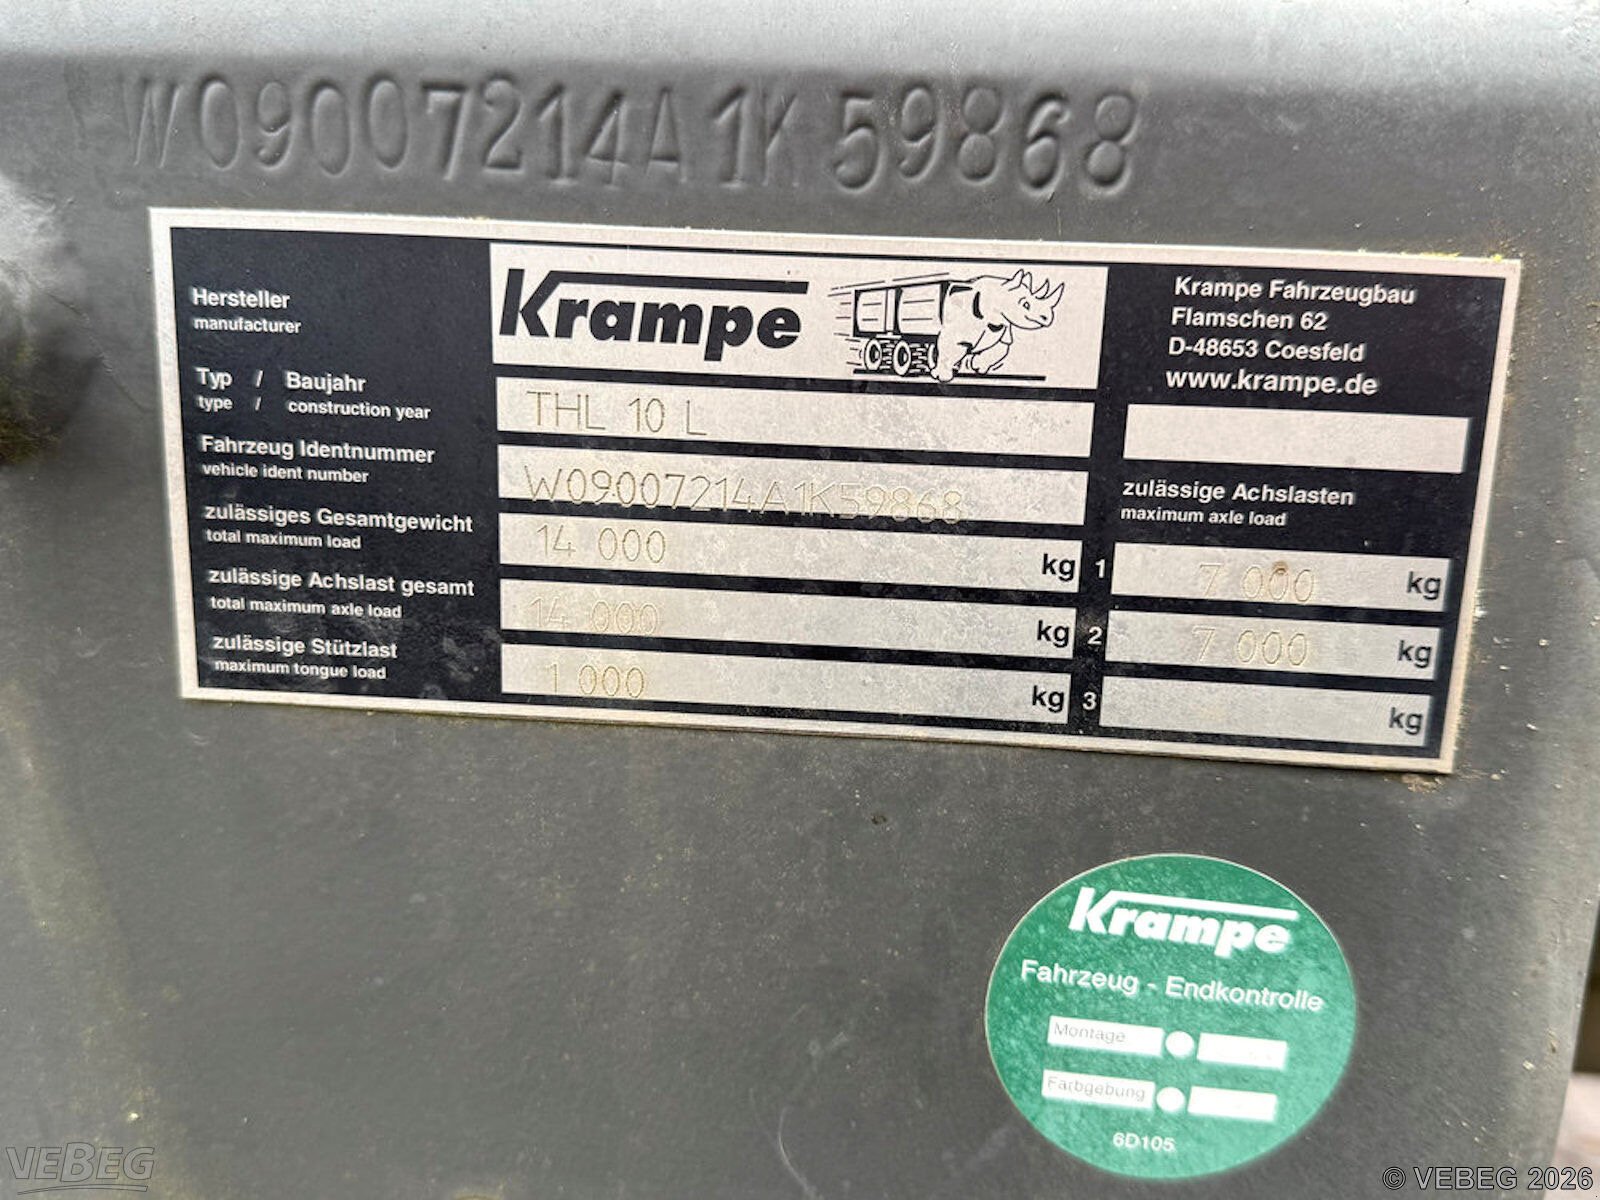 W09007214A1K59868
Hersteller
manufacturer
Krampe
Krampe Fahrzeugbau
Flamschen 62
D-48653 Coesfeld
www.krampe.de
Typ / Baujahr
type / construction year
THL 10 L
Fahrzeug Identnummer
vehicle ident number
W09007214A1K59868
zulässige Achslasten
maximum axle load
zulässiges Gesamtgewicht
total maximum load
14 000 kg
1 7 000 kg
zulässige Achslast gesamt
total maximum axle load
14 000 kg
2 7 000 kg
zulässige Stützlast
maximum tongue load
1 000 kg
3 kg
Krampe
Fahrzeug - Endkontrolle
Montage
Farbgebung
6D105
VEBEG
© VEBEG 2026